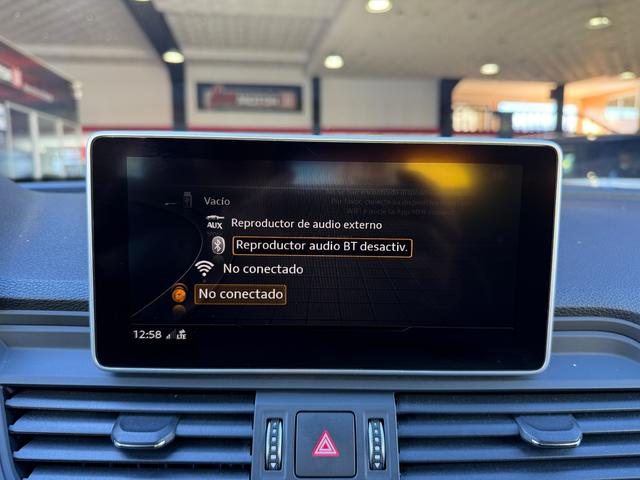 Vacío
AUX
Reproductor de audio externo
Reproductor audio BT desactiv.
No conectado
No conectado
12:58
LTE